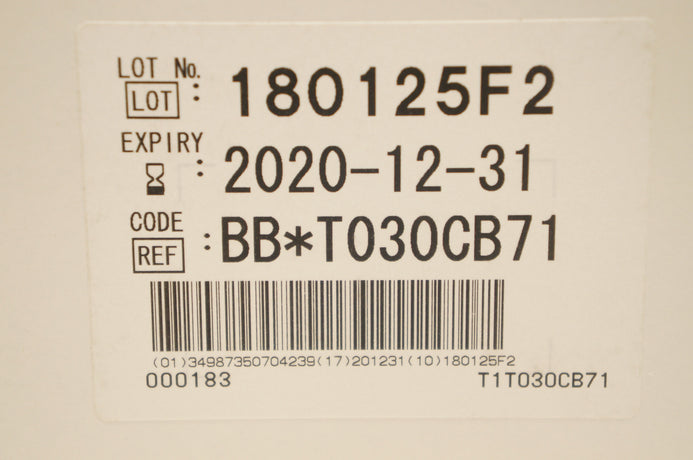 LOT No.
LOT : 180125F2
EXPIRY
: 2020-12-31
CODE
REF :BB*T030CB71
(01)34987350704239(17)201231(10)180125F2
000183 T1T030CB71